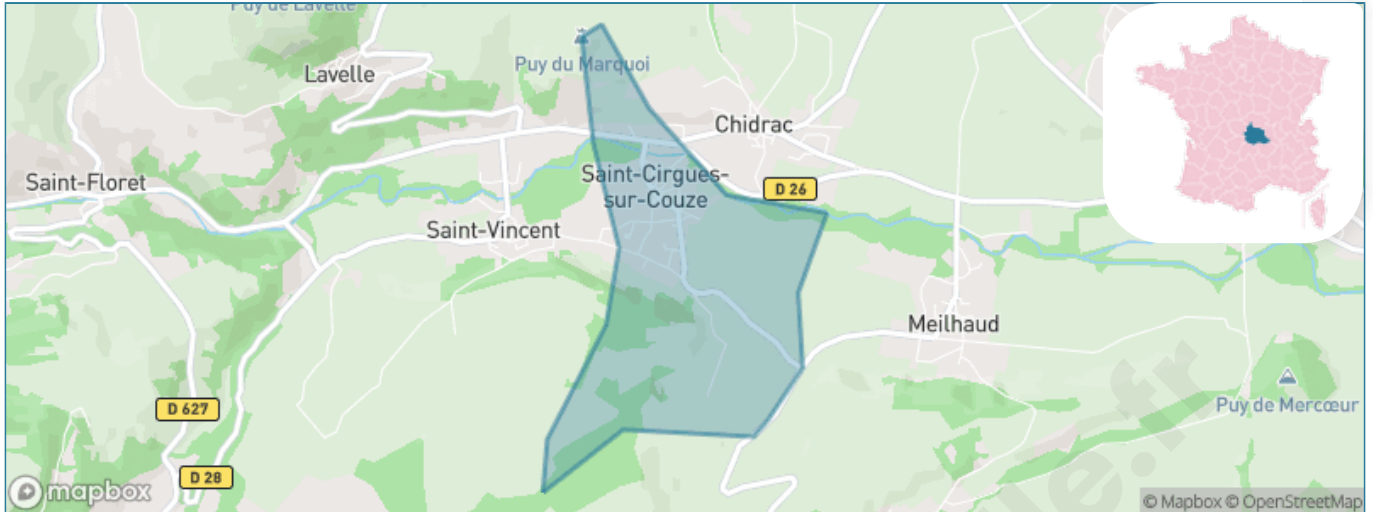 Puy de Lavelle
Puy du Marquoi
Lavelle
Chidrac
Saint-Floret
Saint-Cirgues-
sur-Couze
D 26
Saint-Vincent
Meilhaud
D 627
Puy de Mercœur
D 28
mapbox
© Mapbox © OpenStreetMap